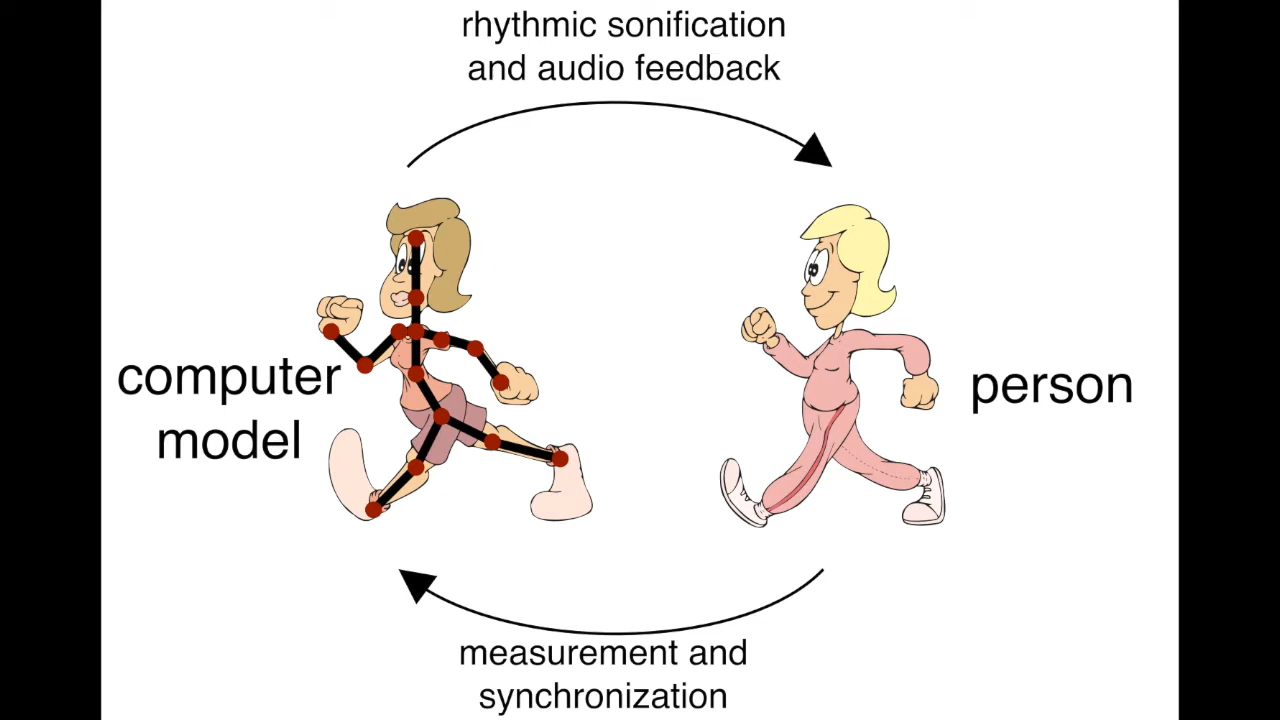 rhythmic sonification
and audio feedback
computer
model
person
measurement and
synchronization